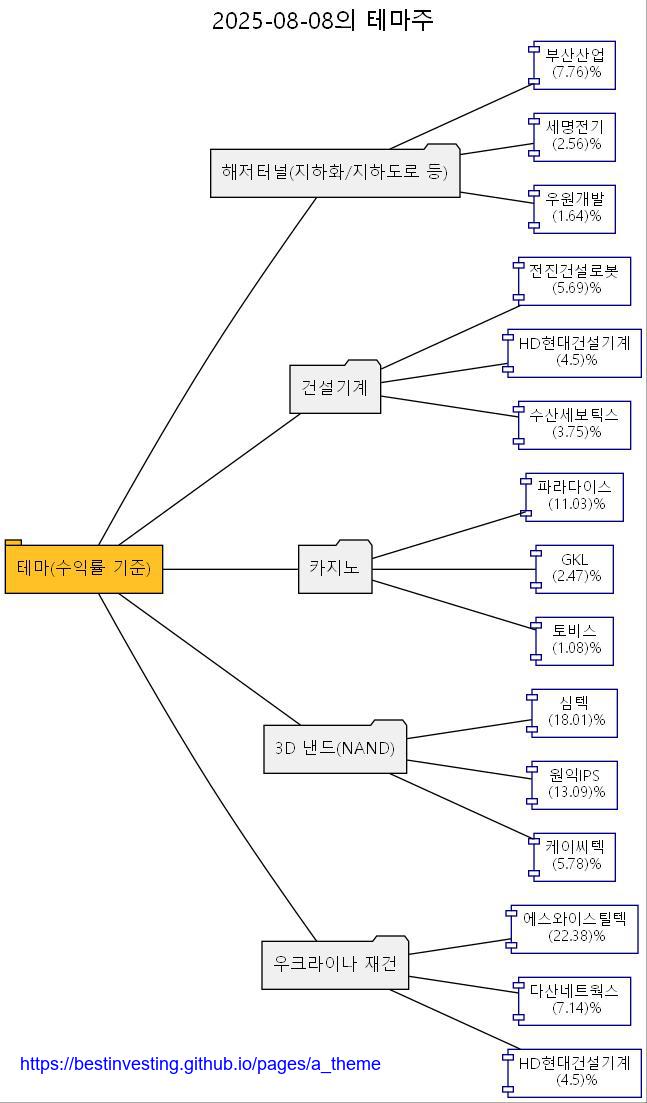 2025-08-08의 테마주
테마(수익률 기준)
해저터널(지하화/지하도로 등)
부산산업
(7.76)%
세명전기
(2.56)%
우원개발
(1.64)%
건설기계
전진건설로봇
(5.69)%
HD현대건설기계
(4.5)%
수산세보틱스
(3.75)%
카지노
파라다이스
(11.03)%
GKL
(2.47)%
토비스
(1.08)%
3D 낸드(NAND)
심텍
(18.01)%
원익IPS
(13.09)%
케이씨텍
(5.78)%
우크라이나 재건
에스와이스틸텍
(22.38)%
다산네트웍스
(7.14)%
HD현대건설기계
(4.5)%
https://bestinvesting.github.io/pages/a_theme